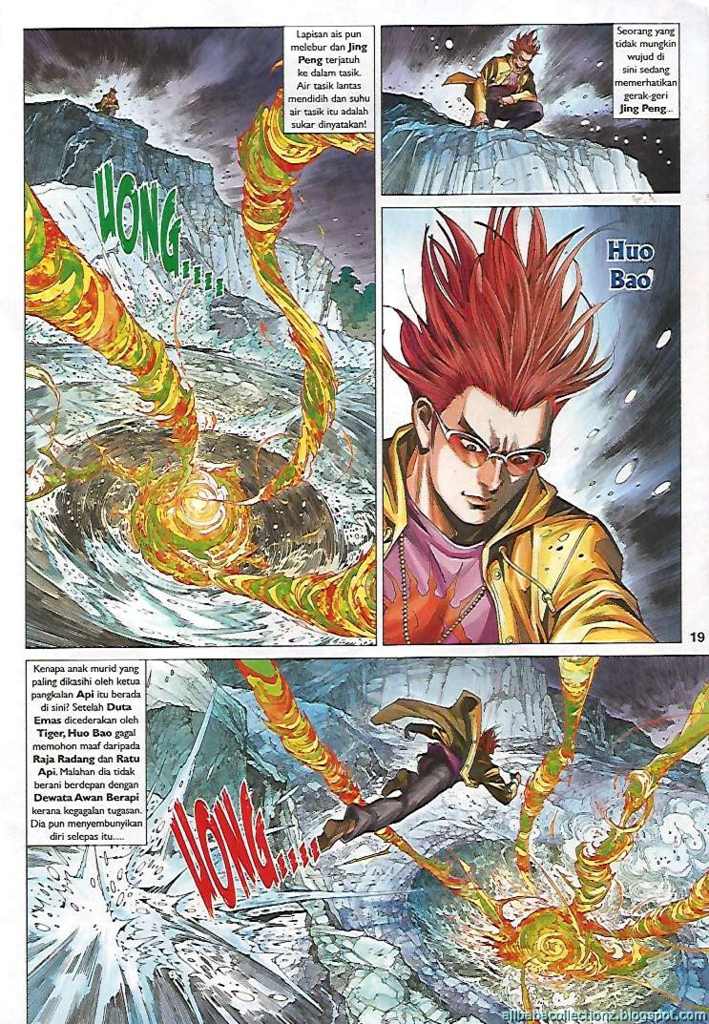 Lapisan ais pun
melebur dan Jing
Peng terjatuh
ke dalam tasik.
Air tasik lantas
mendidih dan suhu
air tasik itu adalah
sukar dinyatakan!
UONG....
Seorang yang
tidak mungkin
wujud di
sini sedang
memerhatikan
gerak-geri
Jing Peng...
Huo
Bao
19
Kenapa anak murid yang
paling dikasihi oleh ketua
pangkalan Api itu berada
di sini? Setelah Duta
Emas dicederakan oleh
Tiger, Huo Bao gagal
memohon maaf daripada
Raja Radang dan Ratu
Api. Malahan dia tidak
berani berdepan dengan
Dewata Awan Berapi
kerana kegagalan tugasan.
Dia pun menyembunyikan
diri selepas itu.....
UONG....
alibabacollectionz.blogspot.com